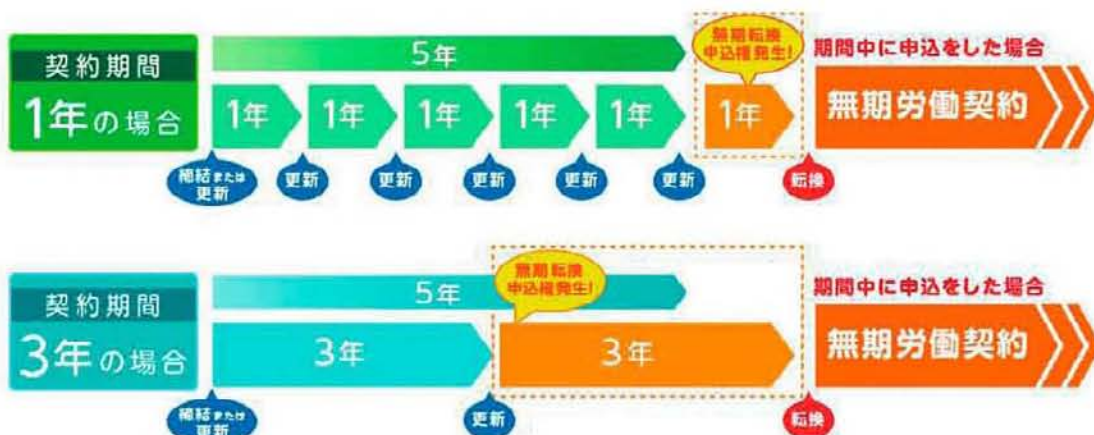 契約期間
1年の場合
5年
無期転換
申込権発生!
1年
1年
1年
1年
1年
1年
期間中に申込をした場合
無期労働契約
締結または
更新
更新
更新
更新
更新
更新
転換
契約期間
3年の場合
5年
無期転換
申込権発生!
3年
3年
期間中に申込をした場合
無期労働契約
締結または
更新
更新
転換